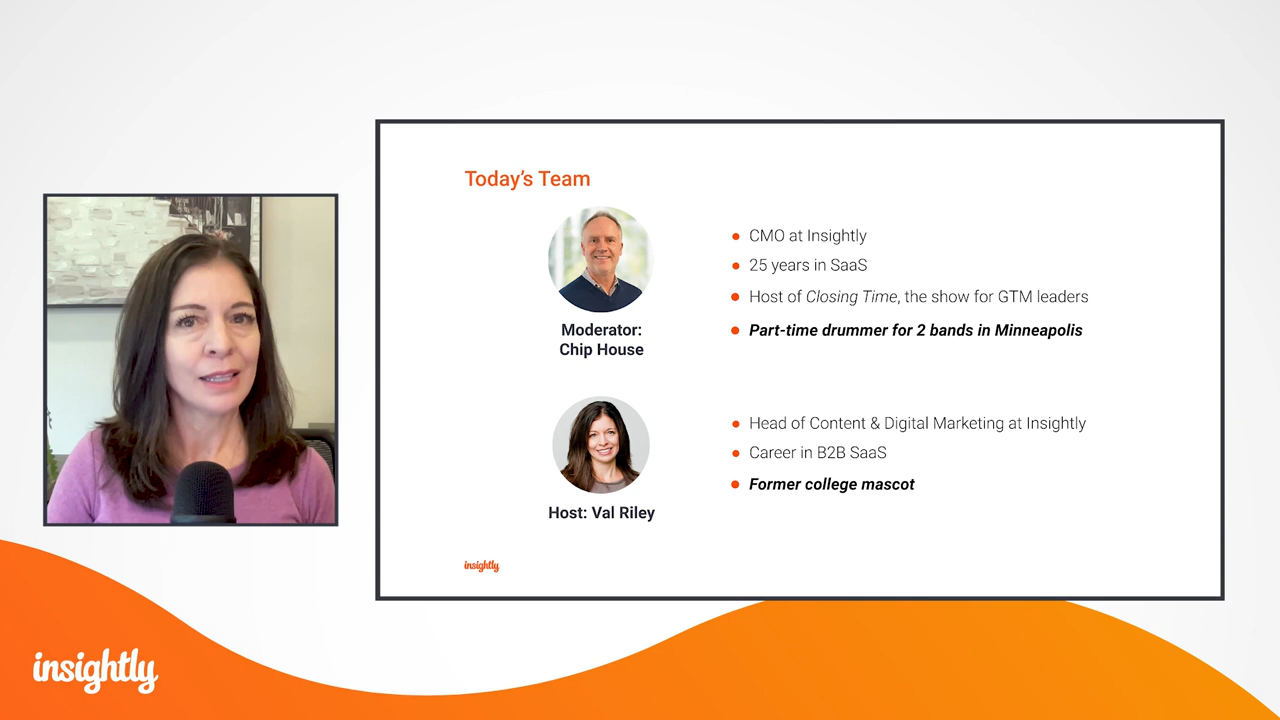 Today's Team
Moderator:
Chip House
CMO at Insightly
25 years in SaaS
Host of Closing Time, the show for GTM leaders
Part-time drummer for 2 bands in Minneapolis
Host: Val Riley
Head of Content & Digital Marketing at Insightly
Career in B2B SaaS
Former college mascot
insightly
insightly